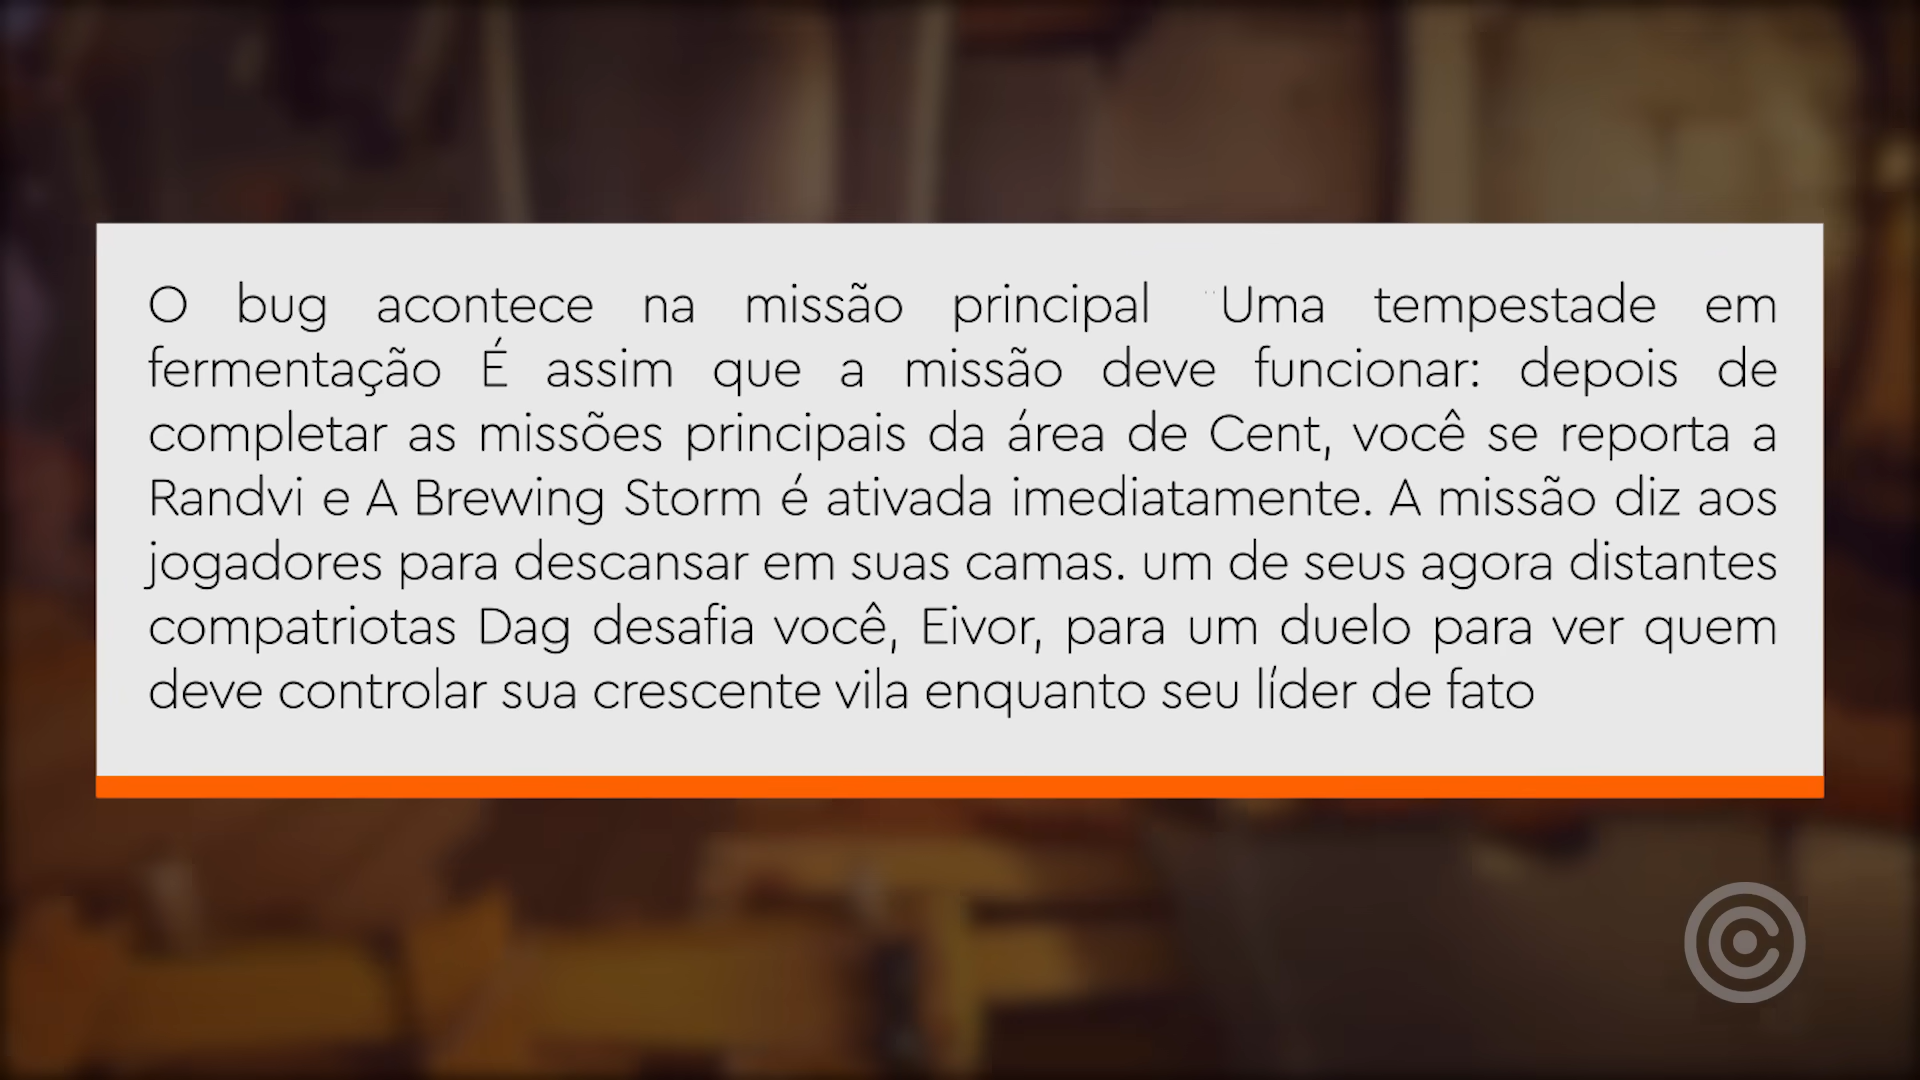 O bug acontece na missão principal ¨Uma tempestade em
fermentação É assim que a missão deve funcionar: depois de
completar as missões principais da área de Cent, você se reporta a
Randvi e A Brewing Storm é ativada imediatamente. A missão diz aos
jogadores para descansar em suas camas. um de seus agora distantes
compatriotas Dag desafia você, Eivor, para um duelo para ver quem
deve controlar sua crescente vila enquanto seu líder de fato